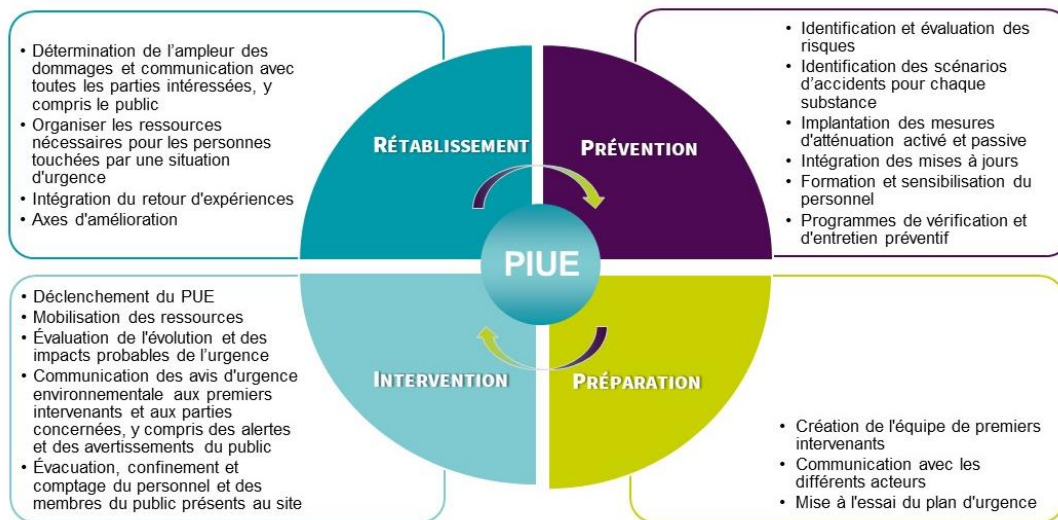 • Détermination de l'ampleur des
dommages et communication avec
toutes les parties intéressées, y
compris le public
• Organiser les ressources
nécessaires pour les personnes
touchées par une situation
d'urgence
• Intégration du retour d'expériences
• Axes d'amélioration
RÉTABLISSEMENT
PRÉVENTION
• Identification et évaluation des
risques
• Identification des scénarios
d'accidents pour chaque
substance
• Implantation des mesures
d'atténuation activé et passive
• Intégration des mises à jours
• Formation et sensibilisation du
personnel
• Programmes de vérification et
d'entretien préventif
PIUE
• Déclenchement du PUE
• Mobilisation des ressources
• Évaluation de l'évolution et des
impacts probables de l'urgence
• Communication des avis d'urgence
environnementale aux premiers
intervenants et aux parties
concernées, y compris des alertes
et des avertissements du public
• Évacuation, confinement et
comptage du personnel et des
membres du public présents au site
INTERVENTION
PRÉPARATION
• Création de l'équipe de premiers
intervenants
• Communication avec les
différents acteurs
• Mise à l'essai du plan d'urgence